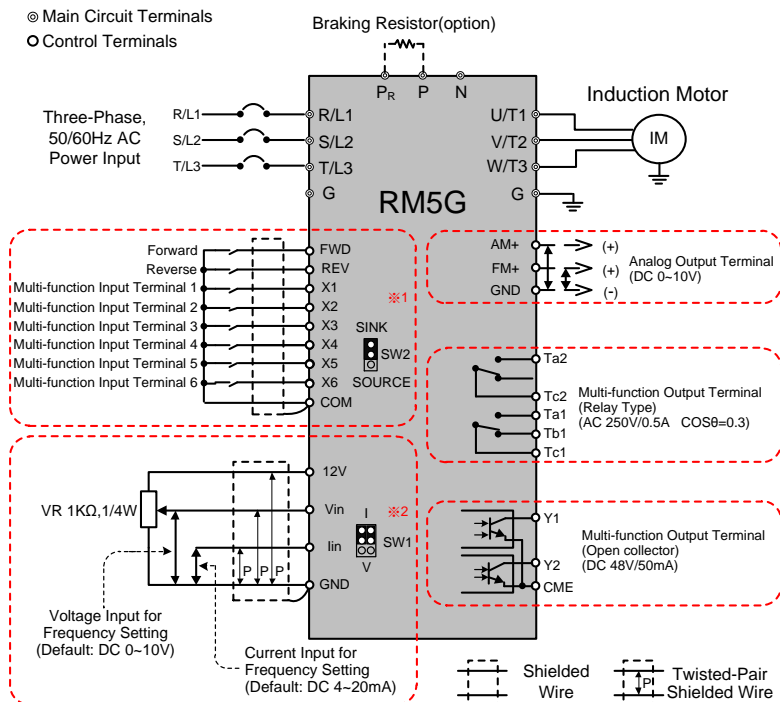 ◎ Main Circuit Terminals
O Control Terminals
Braking Resistor(option)
PR P N
Three-Phase,
50/60Hz AC
Power Input
R/L1
S/L2
T/L3
R/L1
S/L2
T/L3
G
RM5G
U/T1
V/T2
W/T3
G
Induction Motor
IM
Forward
Reverse
Multi-function Input Terminal 1
Multi-function Input Terminal 2
Multi-function Input Terminal 3
Multi-function Input Terminal 4
Multi-function Input Terminal 5
Multi-function Input Terminal 6
FWD
REV
X1
X2
X3
X4
X5
X6
COM
※1
SINK
SW2
SOURCE
AM+
FM+
GND
(+)
(+)
(-)
Analog Output Terminal
(DC 0~10V)
Ta2
Tc2
Ta1
Tb1
Tc1
Multi-function Output Terminal
(Relay Type)
(AC 250V/0.5A COSθ=0.3)
VR 1KΩ,1/4W
12V
Vin
Iin
GND
P P P
※2
I
SW1
V
Y1
Y2
CME
Multi-function Output Terminal
(Open collector)
(DC 48V/50mA)
Voltage Input for
Frequency Setting
(Default: DC 0~10V)
Current Input for
Frequency Setting
(Default: DC 4~20mA)
Shielded
Wire
P
Twisted-Pair
Shielded Wire